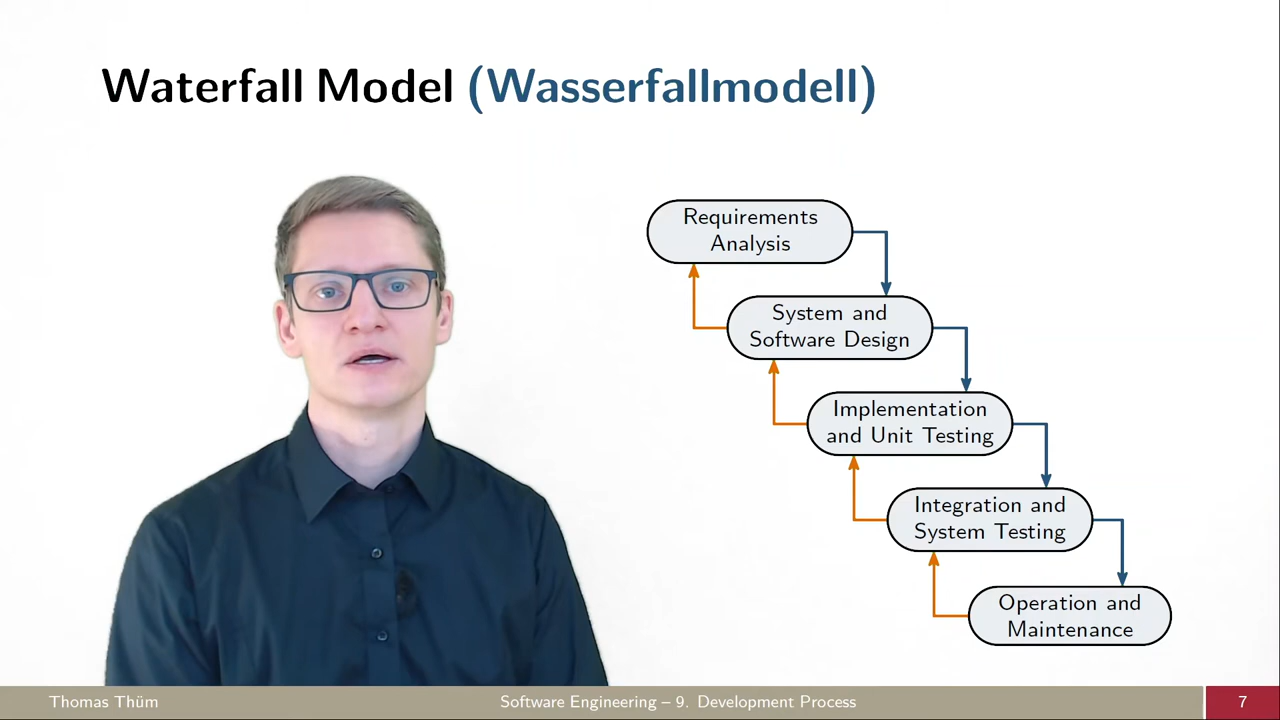 Waterfall Model (Wasserfallmodell)
Requirements
Analysis
System and
Software Design
Implementation
and Unit Testing
Integration and
System Testing
Operation and
Maintenance
Thomas Thüm
Software Engineering – 9. Development Process
7